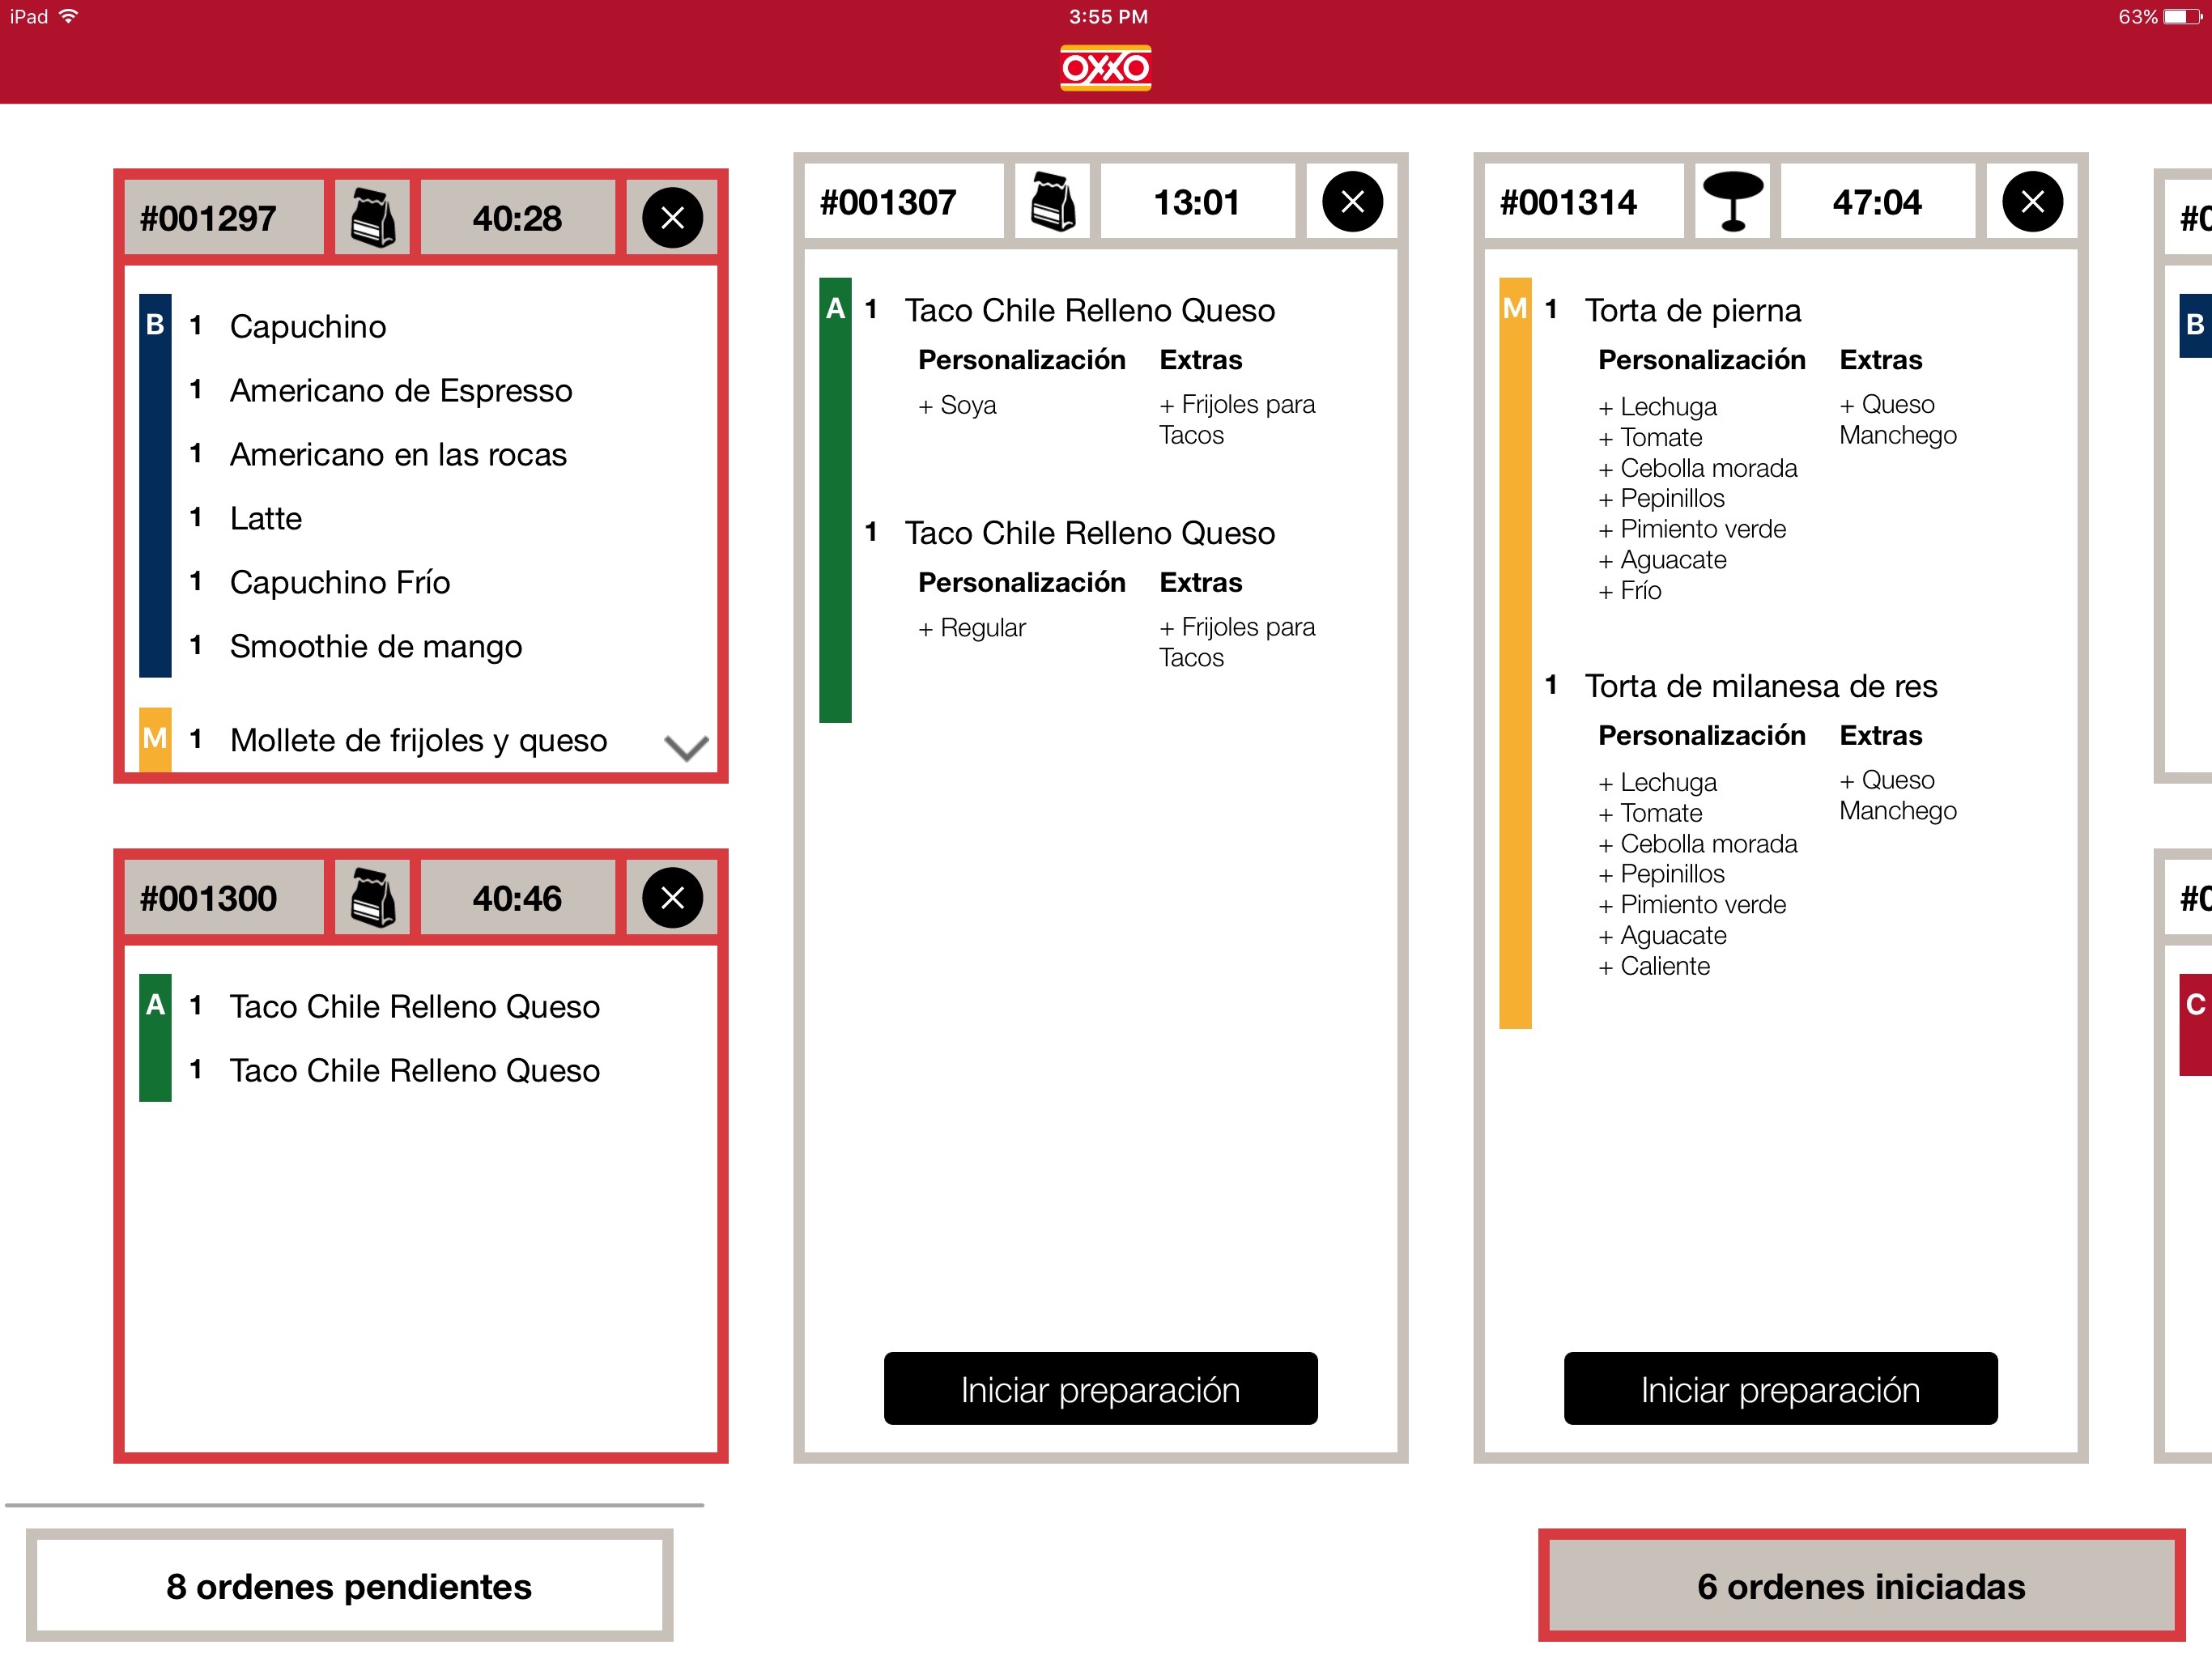 iPad
3:55 PM
63%
OXXO
#001297
40:28
B
1 Capuchino
1 Americano de Espresso
1 Americano en las rocas
1 Latte
1 Capuchino Frío
1 Smoothie de mango
M
1 Mollete de frijoles y queso
#001300
40:46
A
1 Taco Chile Relleno Queso
1 Taco Chile Relleno Queso
#001307
13:01
A
1 Taco Chile Relleno Queso
Personalización
+ Soya
Extras
+ Frijoles para
Tacos
1 Taco Chile Relleno Queso
Personalización
+ Regular
Extras
+ Frijoles para
Tacos
Iniciar preparación
#001314
47:04
M
1 Torta de pierna
Personalización
+ Lechuga
+ Tomate
+ Cebolla morada
+ Pepinillos
+ Pimiento verde
+ Aguacate
+ Frío
Extras
+ Queso
Manchego
1 Torta de milanesa de res
Personalización
+ Lechuga
+ Tomate
+ Cebolla morada
+ Pepinillos
+ Pimiento verde
+ Aguacate
+ Caliente
Extras
+ Queso
Manchego
Iniciar preparación
B
C
8 ordenes pendientes
6 ordenes iniciadas